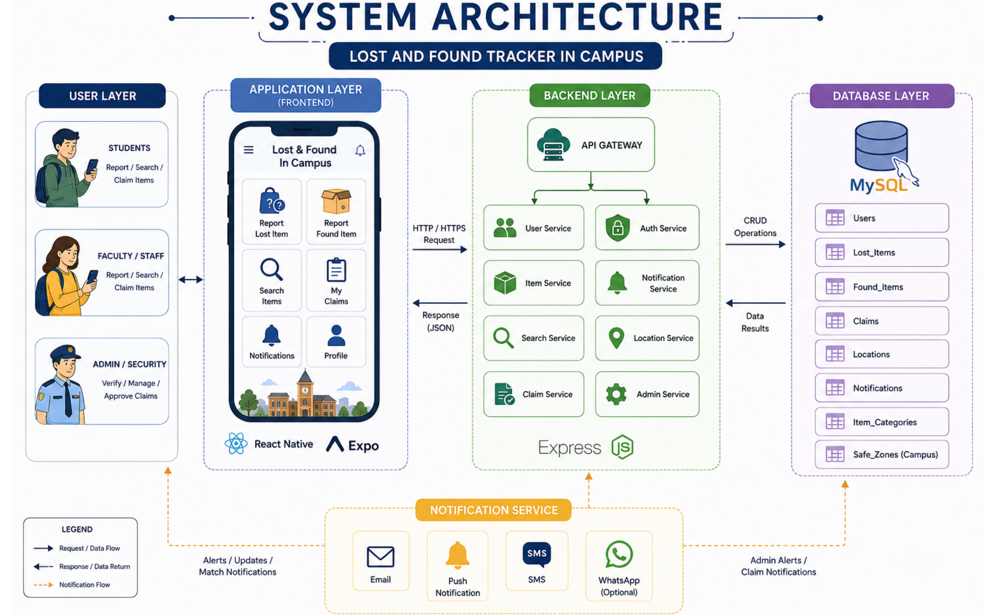 SYSTEM ARCHITECTURE
LOST AND FOUND TRACKER IN CAMPUS
USER LAYER
STUDENTS
Report / Search /
Claim Items
FACULTY / STAFF
Report / Search /
Claim Items
ADMIN / SECURITY
Verify / Manage /
Approve Claims
APPLICATION LAYER
(FRONTEND)
Lost & Found
In Campus
? ?
Report
Lost Item
Report
Found Item
Search
Items
My
Claims
Notifications
Profile
React Native
Expo
HTTP / HTTPS
Request
Response
(JSON)
BACKEND LAYER
API GATEWAY
User Service
Auth Service
Item Service
Notification
Service
Search Service
Location Service
Claim Service
Admin Service
Express
JS
CRUD
Operations
Data
Results
DATABASE LAYER
MySQL
Users
Lost_Items
Found_Items
Claims
Locations
Notifications
Item_Categories
Safe_Zones (Campus)
LEGEND
Request / Data Flow
Response / Data Return
Notification Flow
Alerts / Updates /
Match Notifications
NOTIFICATION SERVICE
Email
Push
Notification
SMS
SMS
WhatsApp
(Optional)
Admin Alerts /
Claim Notifications